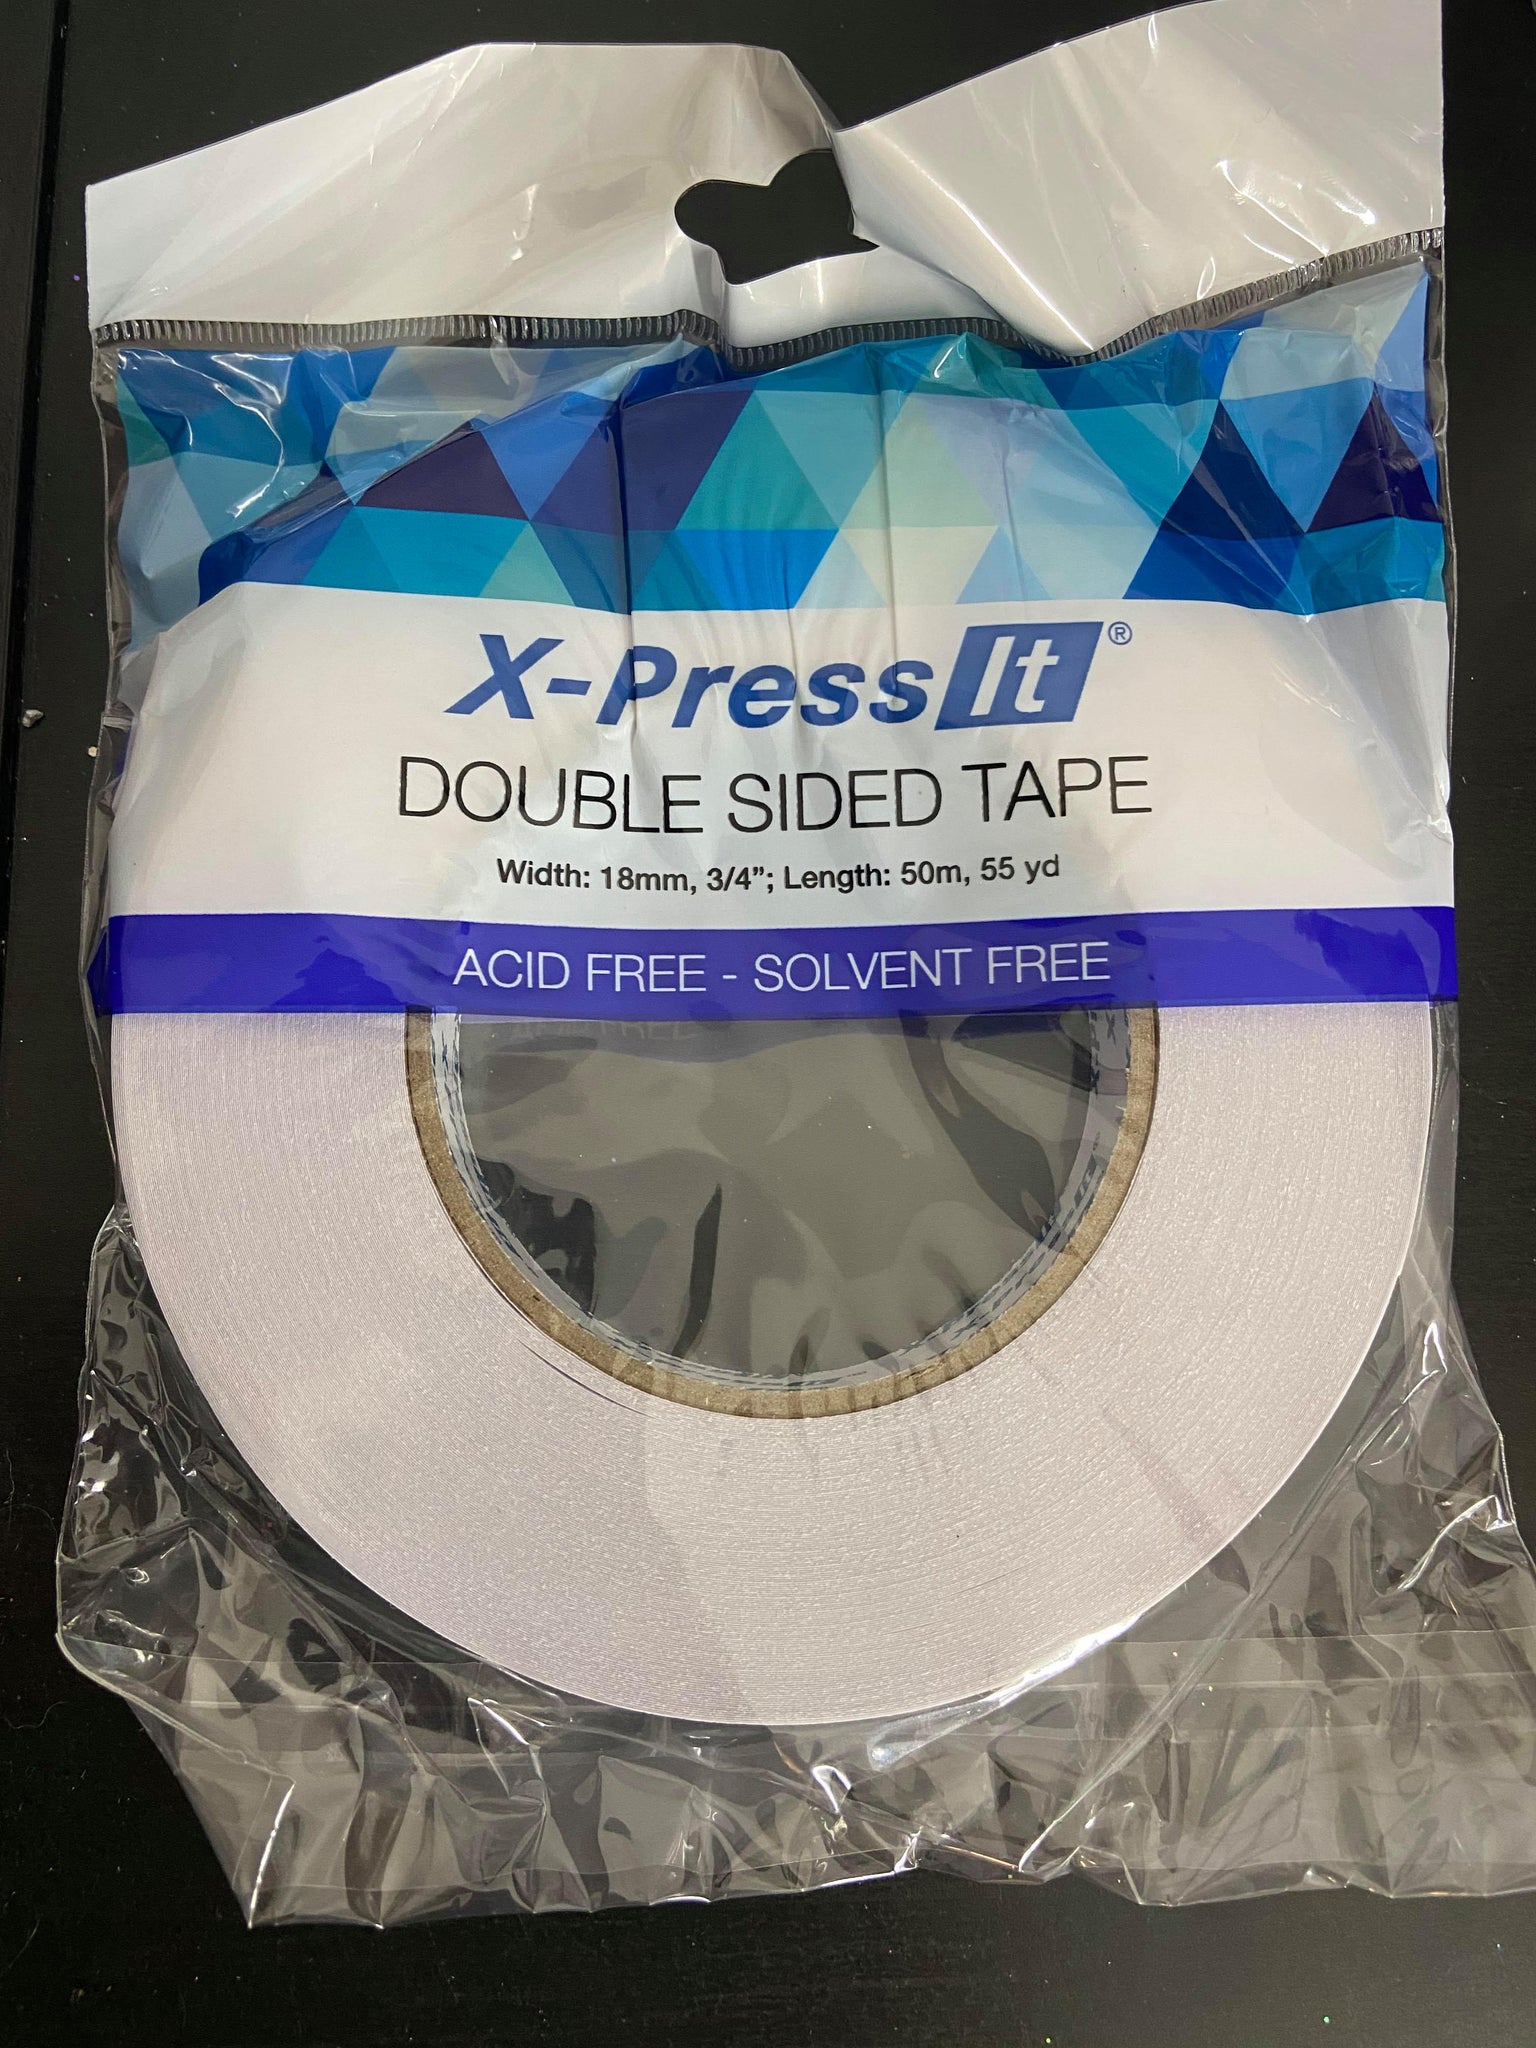 X-Press It®
DOUBLE SIDED TAPE
Width: 18mm, 3/4”; Length: 50m, 55 yd
ACID FREE - SOLVENT FREE